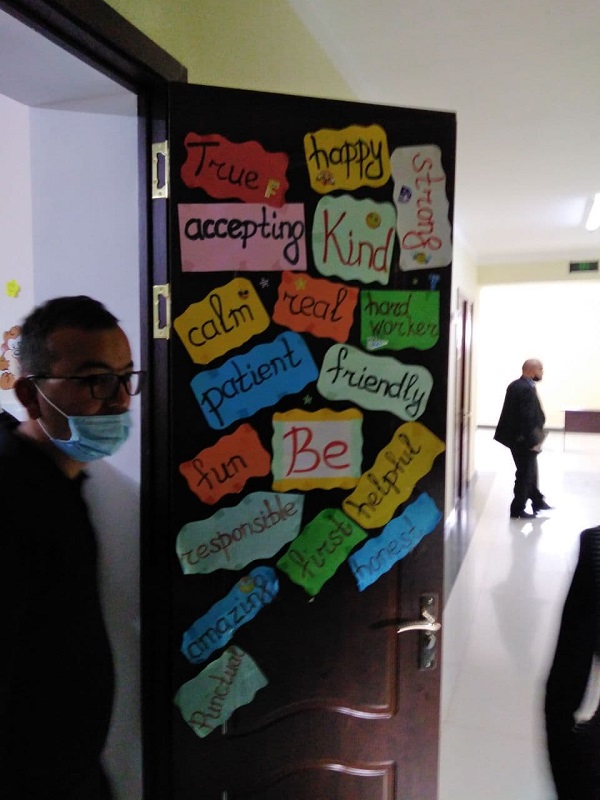 True
happy
strong
accepting
Kind
calm
real
hard
worker
patient
friendly
fun
Be
helpful
responsible
first
honest
amazing
Punctual